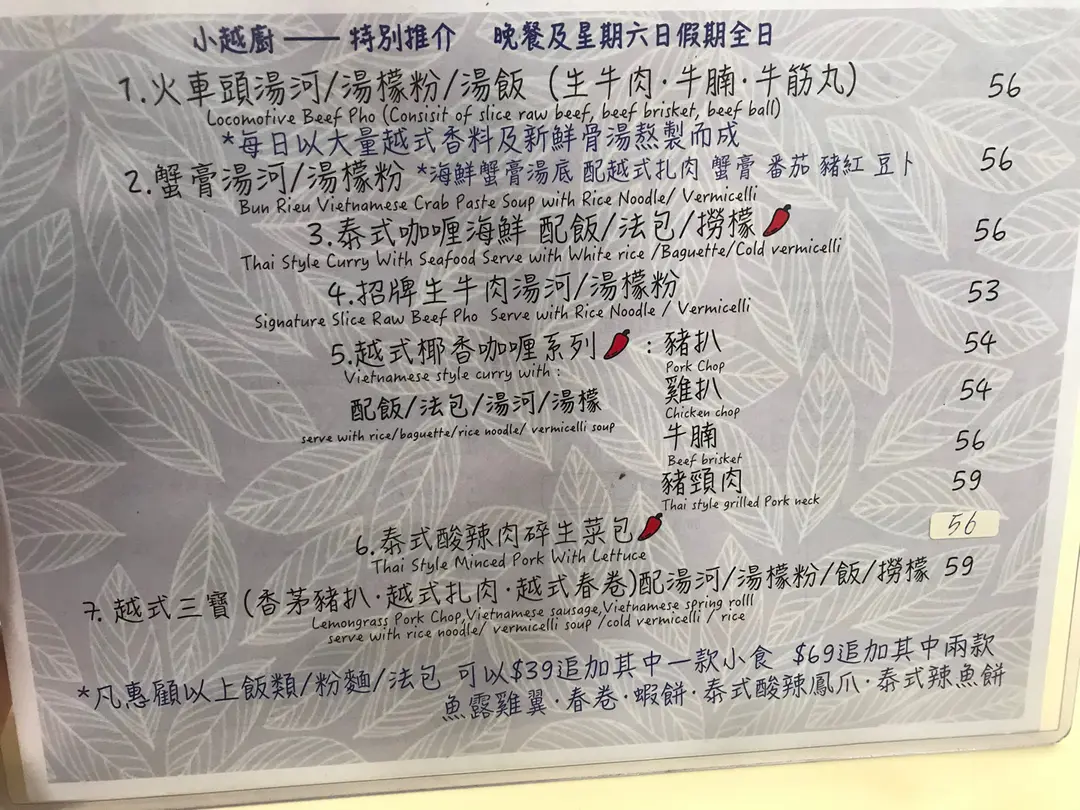 小越廚 —— 特別推介 晚餐及星期六日假期全日
1.火車頭湯河/湯檬粉/湯飯 (生牛肉·牛腩·牛筋丸) 56
Locomotive Beef Pho (Consisit of slice raw beef, beef brisket, beef ball)
*每日以大量越式香料及新鮮骨湯熬製而成
2.蟹膏湯河/湯檬粉 *海鮮蟹膏湯底 配越式扎肉 蟹膏 番茄 豬紅 豆卜 56
Bun Rieu Vietnamese Crab Paste Soup with Rice Noodle/ Vermicelli
3.泰式咖喱海鮮 配飯/法包/撈檬 56
Thai Style Curry With Seafood Serve with White rice /Baguette/Cold vermicelli
4.招牌生牛肉湯河/湯檬粉 53
Signature Slice Raw Beef Pho Serve with Rice Noodle / Vermicelli
5.越式椰香咖喱系列 : 豬扒 54
Vietnamese style curry with : Pork Chop
配飯/法包/湯河/湯檬 雞扒 54
serve with rice/baguette/rice noodle/ vermicelli soup Chicken chop
牛腩 56
Beef brisket
豬頸肉 59
Thai style grilled Pork neck
6.泰式酸辣肉碎生菜包 56
Thai Style Minced Pork With Lettuce
7. 越式三寶 (香茅豬扒·越式扎肉·越式春卷)配湯河/湯檬粉/飯/撈檬 59
Lemongrass Pork Chop,Vietnamese sausage,Vietnamese spring rolll
serve with rice noodle/ vermicelli soup /cold vermicelli / rice
*凡惠顧以上飯類/粉麵/法包 可以$39追加其中一款小食 $69追加其中兩款
魚露雞翼·春卷·蝦餅·泰式酸辣鳳爪·泰式辣魚餅